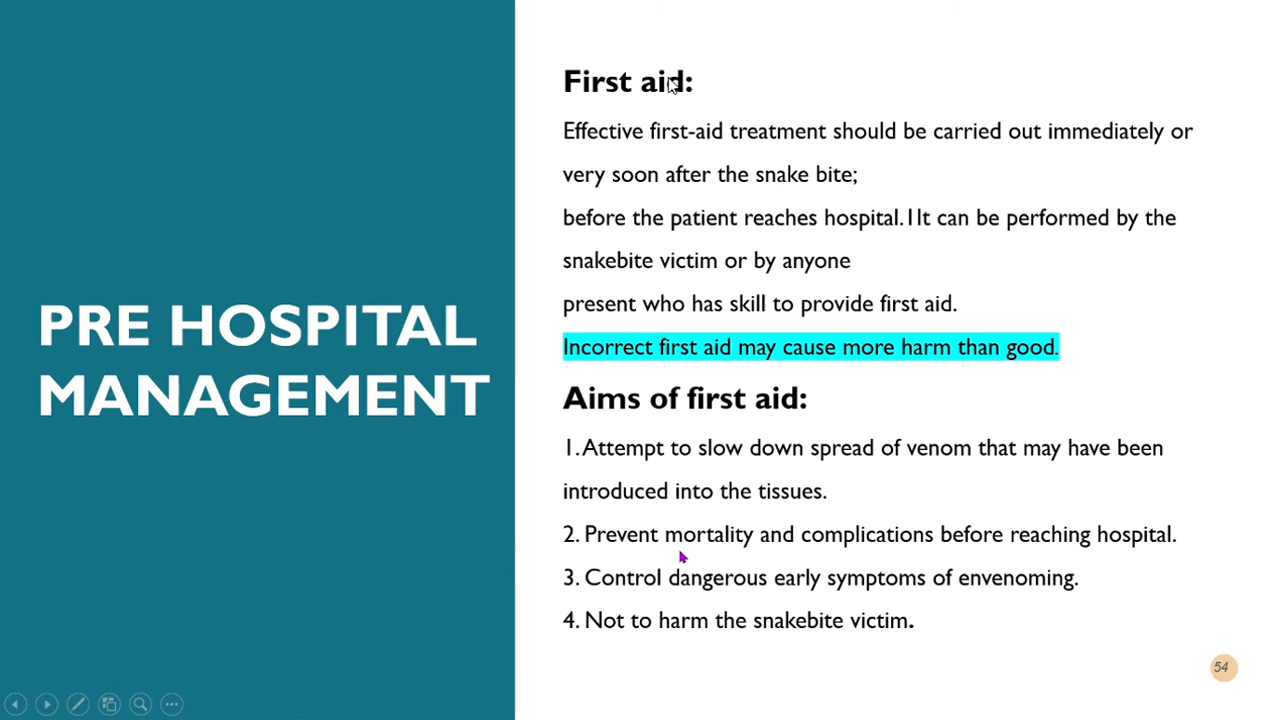 PRE HOSPITAL
MANAGEMENT
First aid:
Effective first-aid treatment should be carried out immediately or
very soon after the snake bite;
before the patient reaches hospital.1It can be performed by the
snakebite victim or by anyone
present who has skill to provide first aid.
Incorrect first aid may cause more harm than good.
Aims of first aid:
1. Attempt to slow down spread of venom that may have been
introduced into the tissues.
2. Prevent mortality and complications before reaching hospital.
3. Control dangerous early symptoms of envenoming.
4. Not to harm the snakebite victim.
54